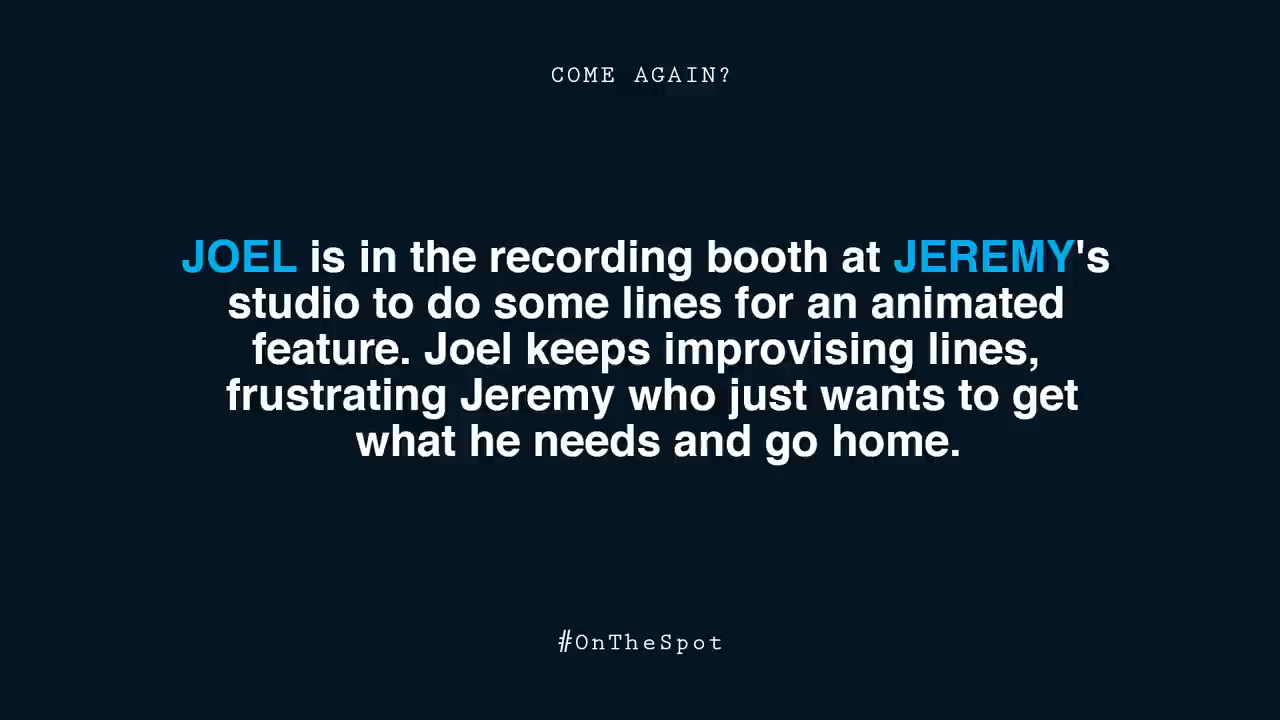 COME AGAIN?
JOEL is in the recording booth at JEREMY's
studio to do some lines for an animated
feature. Joel keeps improvising lines,
frustrating Jeremy who just wants to get
what he needs and go home.
#OnTheSpot